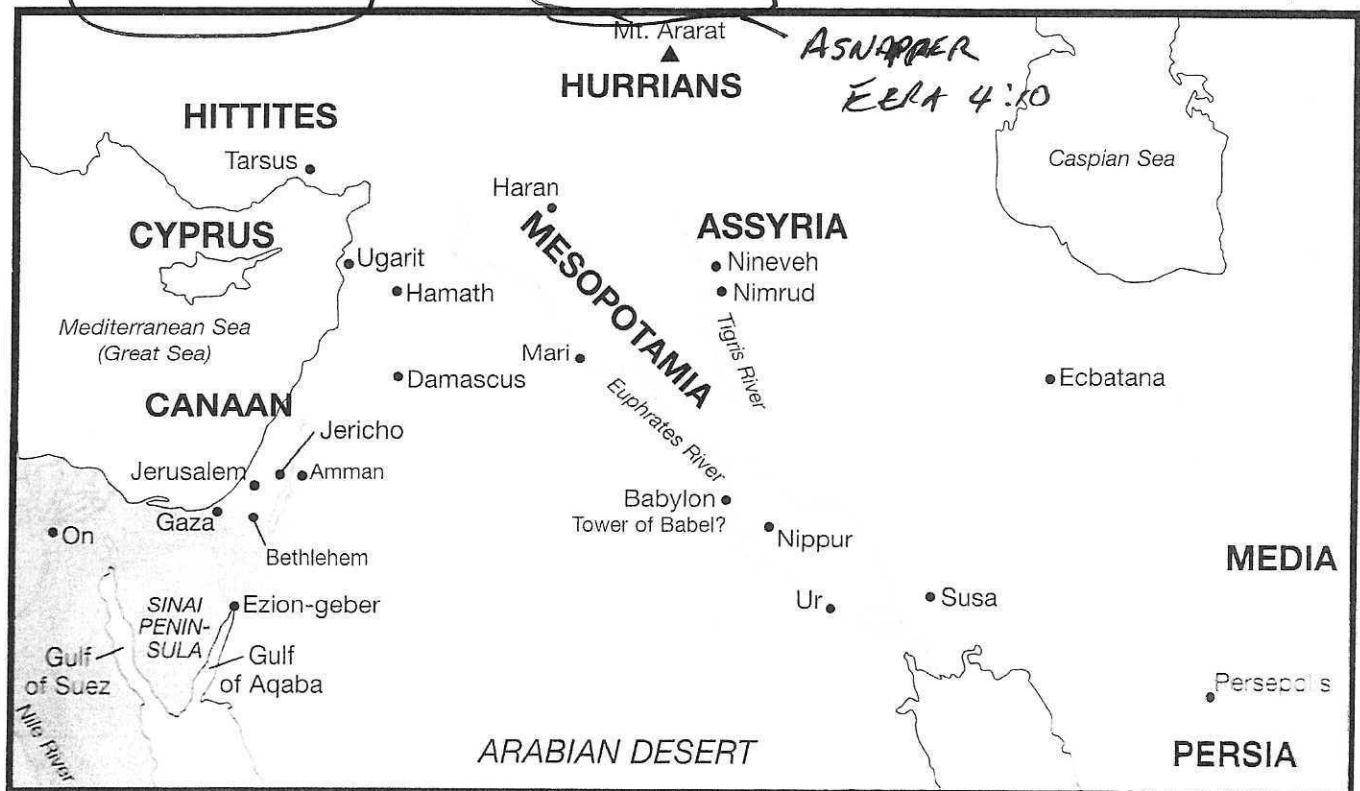 Mt. Ararat
HURRIANS
ASNAPPER
EZRA 4:10
HITTITES
Tarsus
Caspian Sea
Haran
CYPRUS
MESOPOTAMIA
ASSYRIA
Ugarit
Nineveh
Hamath
Nimrud
Mediterranean Sea
(Great Sea)
Tigris River
Mari
Damascus
Ecbatana
CANAAN
Euphrates River
Jericho
Jerusalem
Amman
Babylon
Tower of Babel?
Gaza
On
Nippur
Bethlehem
MEDIA
Ur
Susa
SINAI
PENIN-
SULA
Ezion-geber
Gulf
of Suez
Gulf
of Aqaba
Persepolis
Nile River
ARABIAN DESERT
PERSIA